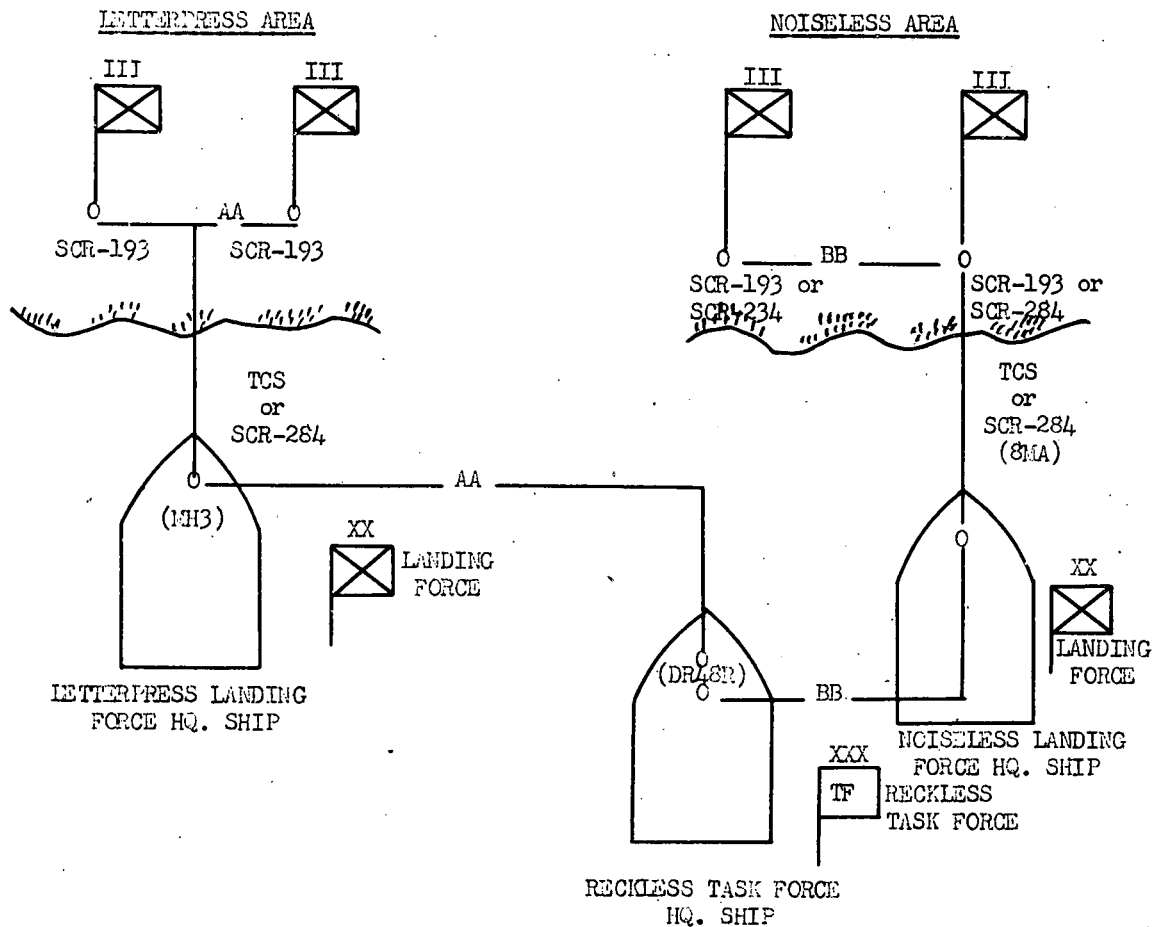 LETTERPRESS AREA
NOISELESS AREA
III
III
III
III
AA
SCR-193
SCR-193
BB
SCR-193 or
SCR-234
SCR-193 or
SCR-284
TCS
or
SCR-284
TCS
or
SCR-284
(8MA)
AA
(MH3)
XX
LANDING
FORCE
XX
LANDING
FORCE
(DR48R)
BB
LETTERPRESS LANDING
FORCE HQ. SHIP
NOISELESS LANDING
FORCE HQ. SHIP
XXX
TF
RECKLESS
TASK FORCE
RECKLESS TASK FORCE
HQ. SHIP